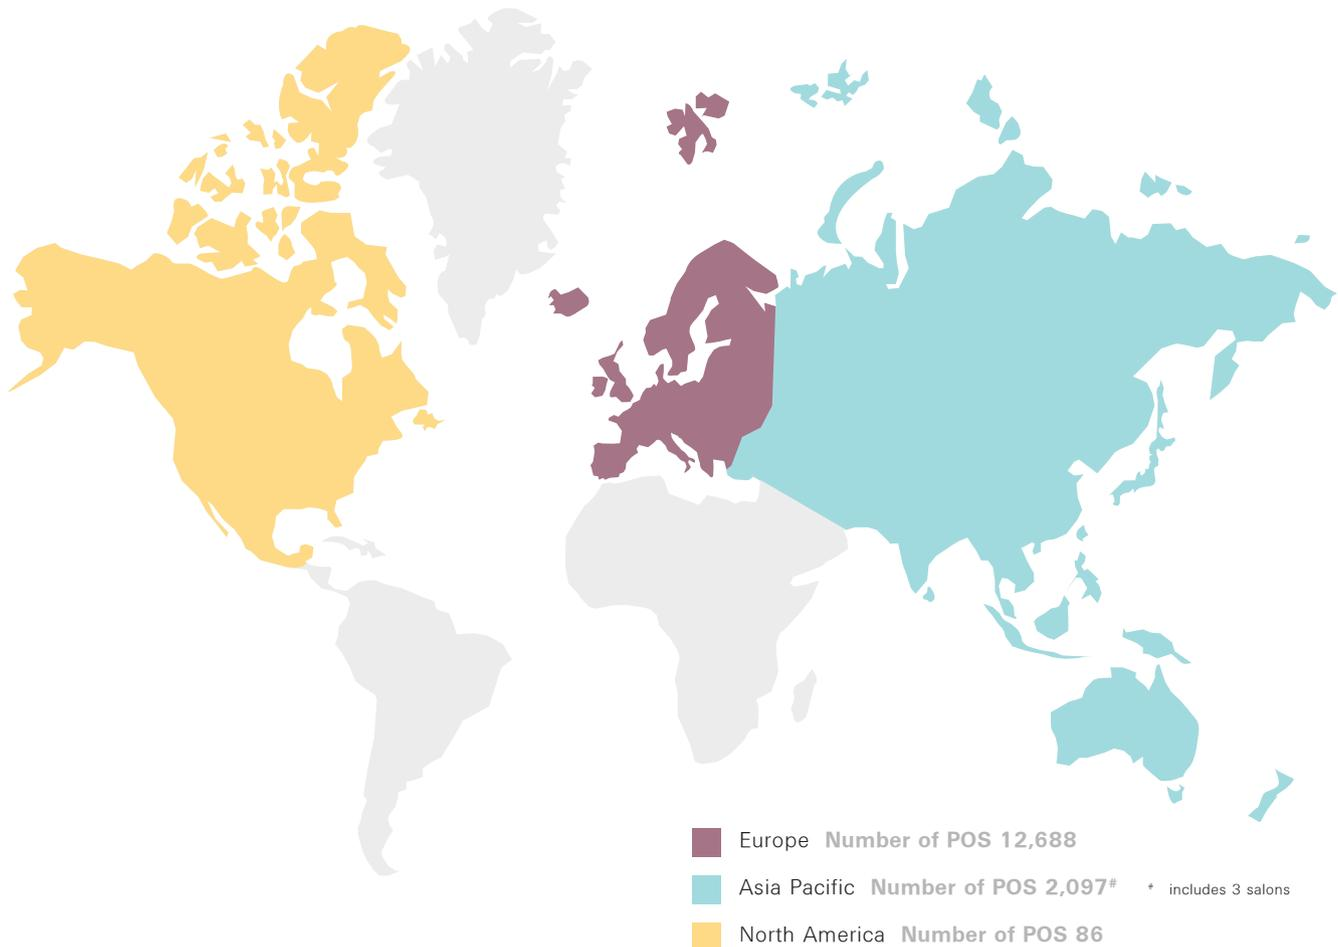 Europe Number of POS 12,688
Asia Pacific Number of POS 2,097# # includes 3 salons
North America Number of POS 86